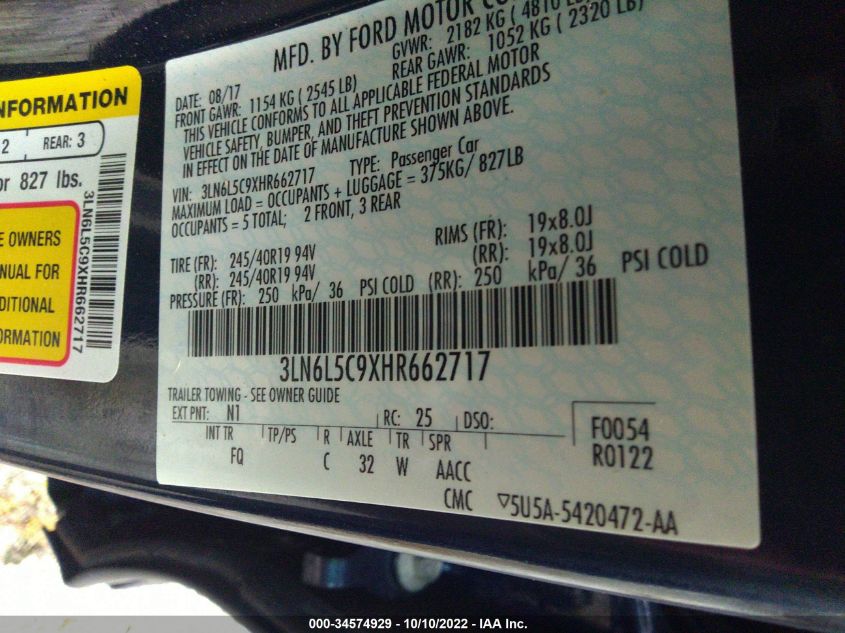 NFORMATION
2 REAR: 3
or 827 lbs.
E OWNERS
NUAL FOR
DITIONAL
ORMATION
3LN6L5C9XHR662717
MFD. BY FORD MOTOR CO
GVWR: 2182 KG ( 4810 LB
DATE: 08/17
FRONT GAWR: 1154 KG ( 2545 LB) REAR GAWR: 1052 KG ( 2320 LB)
THIS VEHICLE CONFORMS TO ALL APPLICABLE FEDERAL MOTOR
VEHICLE SAFETY, BUMPER, AND THEFT PREVENTION STANDARDS
IN EFFECT ON THE DATE OF MANUFACTURE SHOWN ABOVE.
VIN: 3LN6L5C9XHR662717 TYPE: Passenger Car
MAXIMUM LOAD = OCCUPANTS + LUGGAGE = 375KG/ 827LB
OCCUPANTS = 5 TOTAL; 2 FRONT, 3 REAR
TIRE (FR): 245/40R19 94V RIMS (FR): 19x8.0J
(RR): 245/40R19 94V (RR): 19x8.0J
PRESSURE (FR): 250 kPa/ 36 PSI COLD (RR): 250 kPa/ 36 PSI COLD
3LN6L5C9XHR662717
TRAILER TOWING - SEE OWNER GUIDE
EXT PNT: N1 RC: 25 DSO:
INT TR TP/PS R AXLE TR SPR
FQ C 32 W AACC
CMC
F0054
R0122
5U5A-5420472-AA
000-34574929 - 10/10/2022 - IAA Inc.